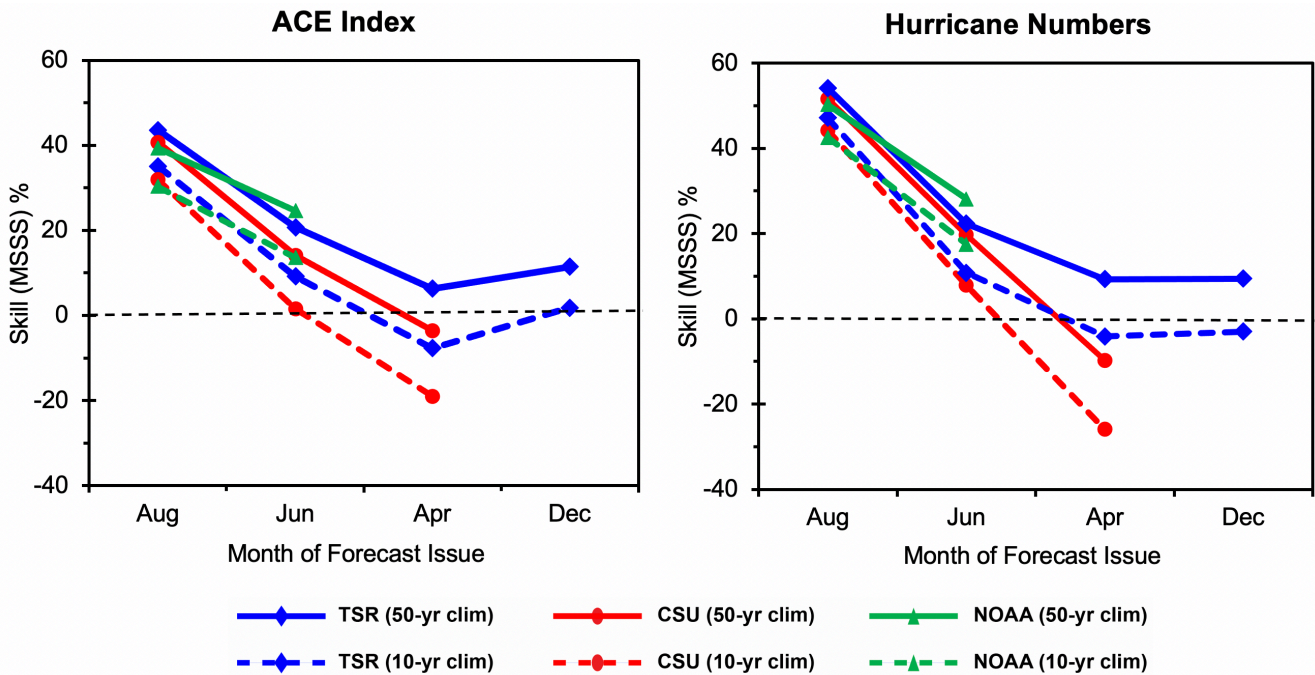 ACE Index
Hurricane Numbers
Skill (MSSS) %
60
40
20
0
-20
-40
Aug Jun Apr Dec
Month of Forecast Issue
Skill (MSSS) %
60
40
20
0
-20
-40
Aug Jun Apr Dec
Month of Forecast Issue
TSR (50-yr clim) CSU (50-yr clim) NOAA (50-yr clim)
TSR (10-yr clim) CSU (10-yr clim) NOAA (10-yr clim)